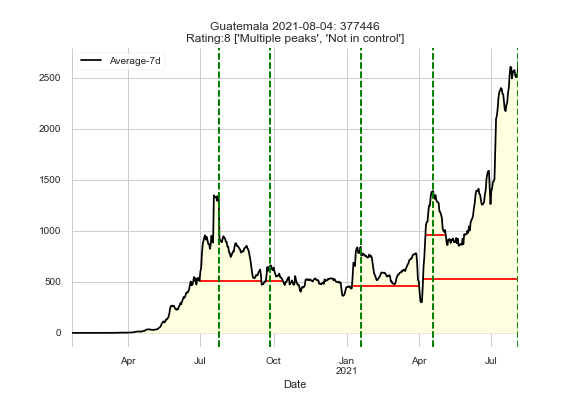 Guatemala 2021-08-04: 377446
Rating:8 ['Multiple peaks', 'Not in control']
Average-7d
2500
2000
1500
1000
500
0
Apr Jul Oct Jan Apr Jul
2021
Date